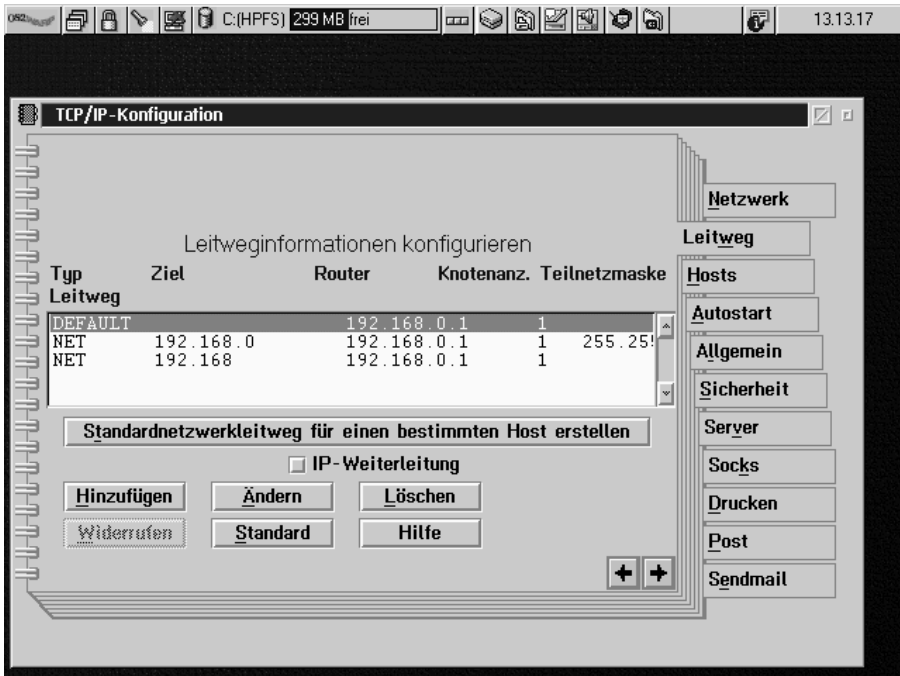 OS2 C:(HPFS) 299 MB frei 13.13.17
TCP/IP-Konfiguration
Netzwerk
Leitweg
Hosts
Autostart
Allgemein
Sicherheit
Server
Socks
Drucken
Post
Sendmail
Leitweginformationen konfigurieren
Typ Ziel Router Knotenanz. Teilnetzmaske
Leitweg
DEFAULT 192.168.0.1 1
NET 192.168.0 192.168.0.1 1 255.25
NET 192.168 192.168.0.1 1
Standardnetzwerkleitweg für einen bestimmten Host erstellen
IP-Weiterleitung
Hinzufügen Ändern Löschen
Widerrufen Standard Hilfe